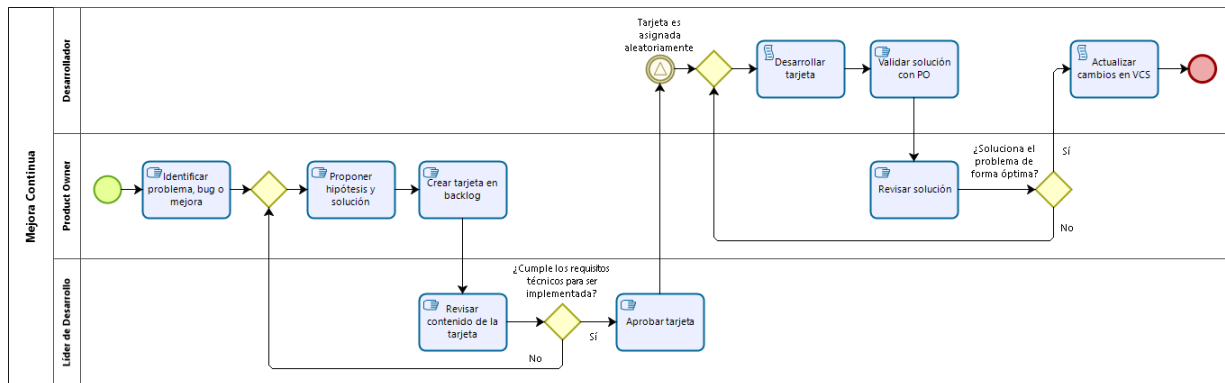 Mejora Continua
Desarrollador
Tarjeta es
asignada
aleatoriamente
Desarrollar
tarjeta
Validar solución
con PO
Actualizar
cambios en VCS
Product Owner
Identificar
problema, bug o
mejora
Proponer
hipótesis y
solución
Crear tarjeta en
backlog
Revisar solución
¿Soluciona el
problema de
forma óptima?
Sí
No
Líder de Desarrollo
Revisar
contenido de la
tarjeta
¿Cumple los requisitos
técnicos para ser
implementada?
Sí
No
Aprobar tarjeta